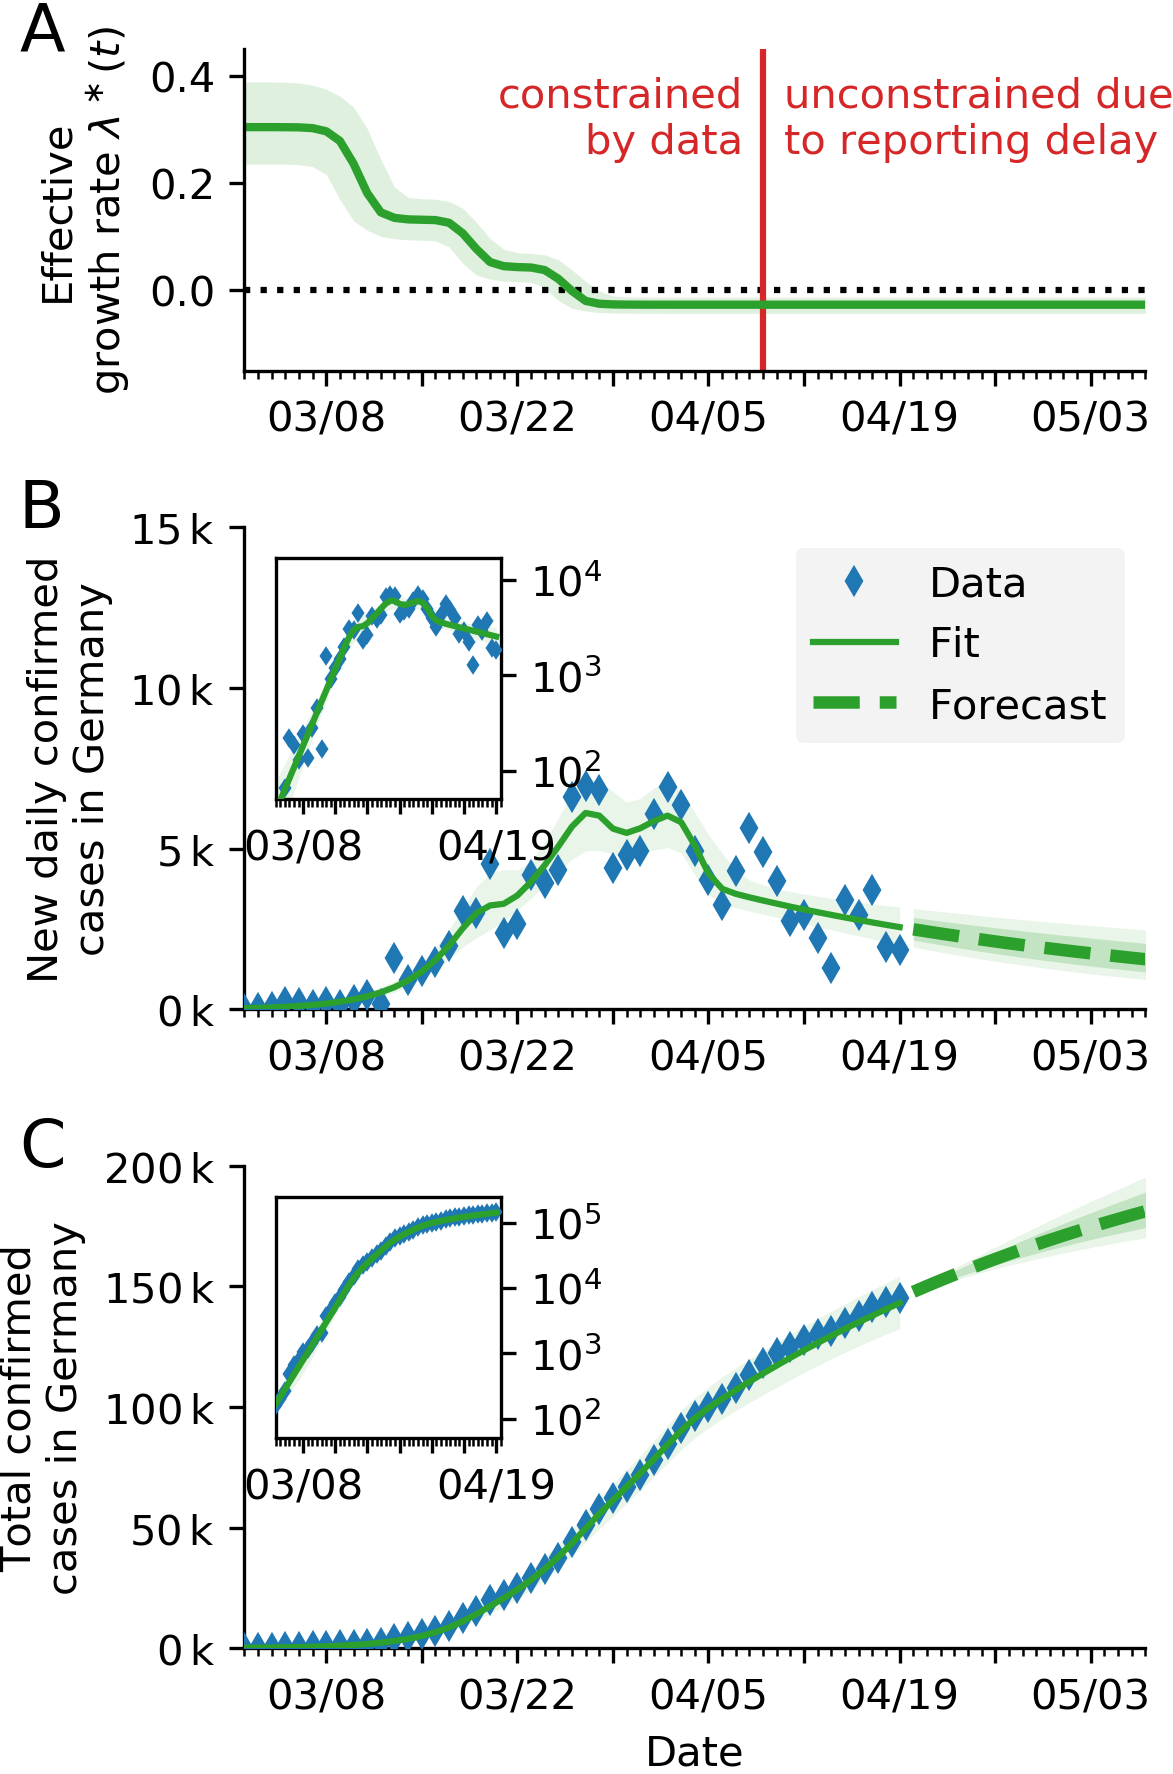 A
Effective
growth rate λ * (t)
0.4
0.2
0.0
constrained
by data
unconstrained due
to reporting delay
03/08 03/22 04/05 04/19 05/03
B
New daily confirmed
cases in Germany
15 k
10 k
5 k
0 k
10⁴
10³
10²
03/08 04/19
Data
Fit
Forecast
03/08 03/22 04/05 04/19 05/03
C
Total confirmed
cases in Germany
200 k
150 k
100 k
50 k
0 k
10⁵
10⁴
10³
10²
03/08 04/19
03/08 03/22 04/05 04/19 05/03
Date